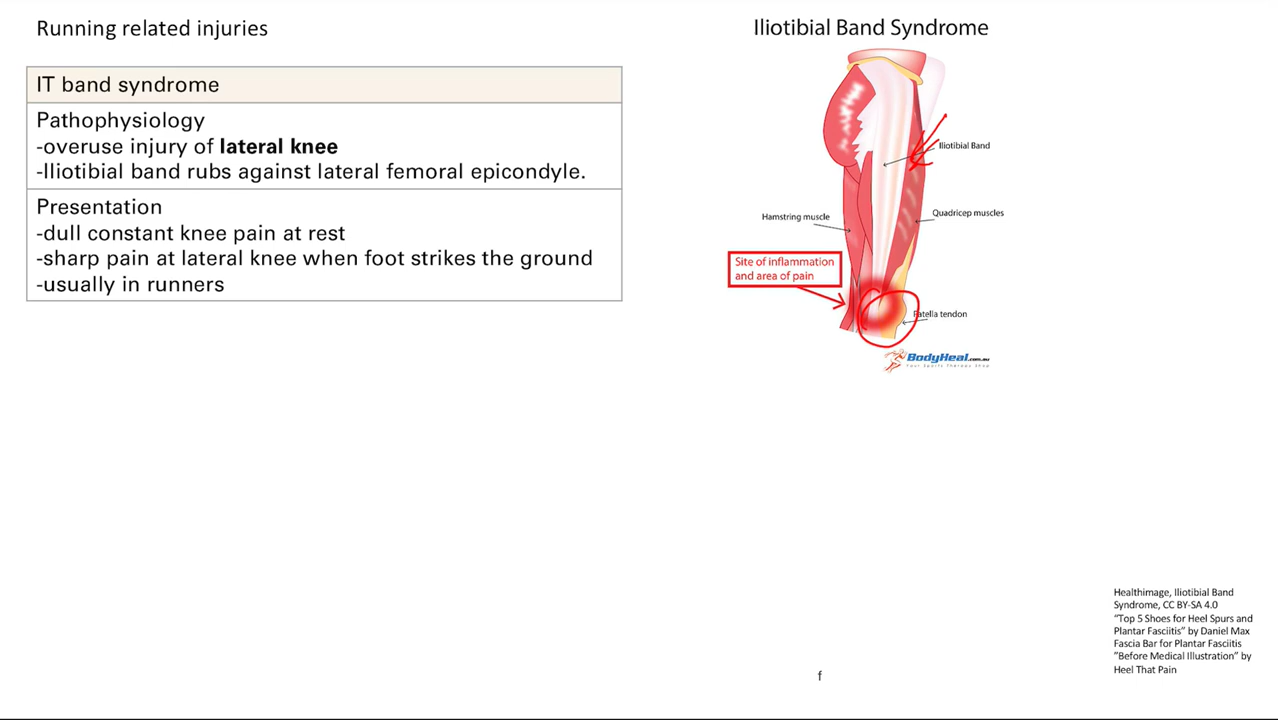 Running related injuries
IT band syndrome
Pathophysiology
-overuse injury of lateral knee
-Iliotibial band rubs against lateral femoral epicondyle.
Presentation
-dull constant knee pain at rest
-sharp pain at lateral knee when foot strikes the ground
-usually in runners
Iliotibial Band Syndrome
Iliotibial Band
Hamstring muscle
Quadricep muscles
Site of inflammation
and area of pain
Patella tendon
BodyHeal.com.au
Your Sports Therapy Shop
Healthimage, Iliotibial Band
Syndrome, CC BY-SA 4.0
“Top 5 Shoes for Heel Spurs and
Plantar Fasciitis” by Daniel Max
Fascia Bar for Plantar Fasciitis
”Before Medical Illustration” by
Heel That Pain
f